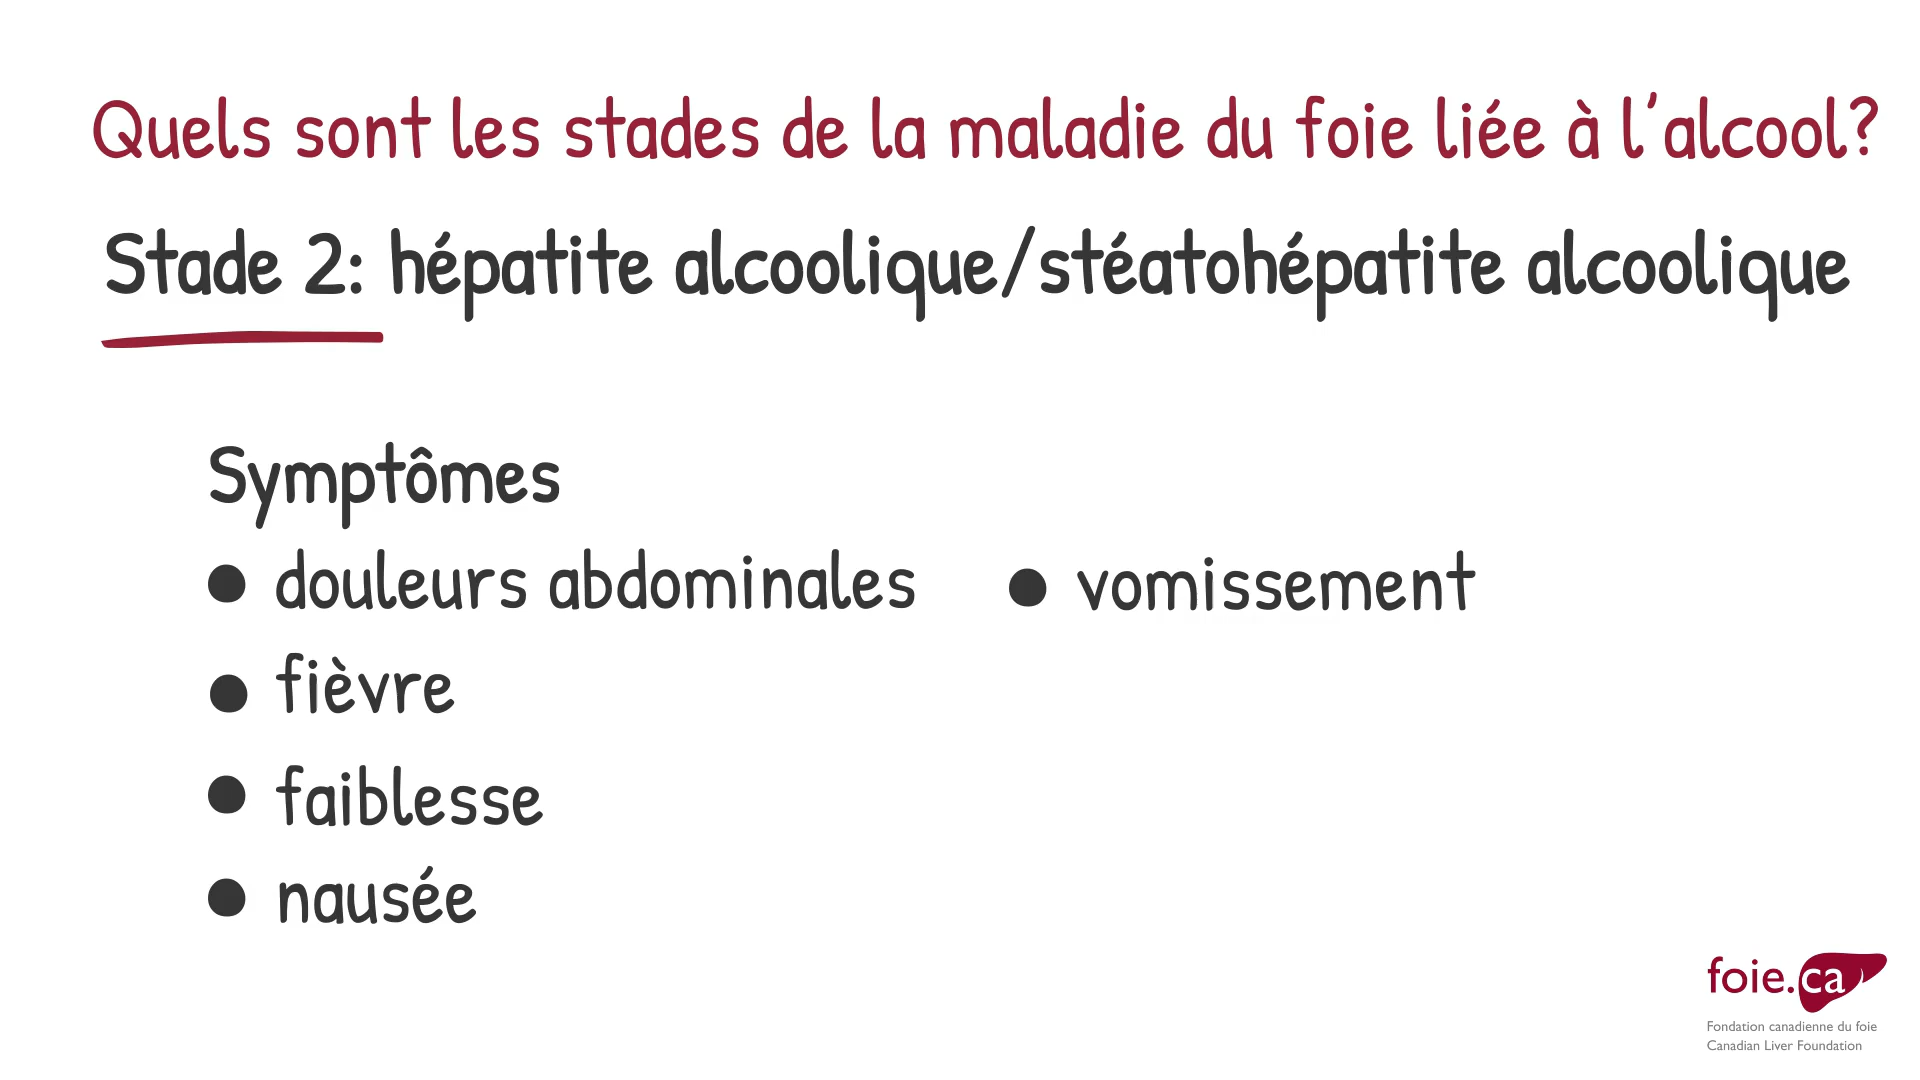 Quels sont les stades de la maladie du foie liée à l'alcool?
Stade 2: hépatite alcoolique/stéatohépatite alcoolique
Symptômes
● douleurs abdominales
● fièvre
● faiblesse
● nausée
● vomissement
foie.ca
Fondation canadienne du foie
Canadian Liver Foundation